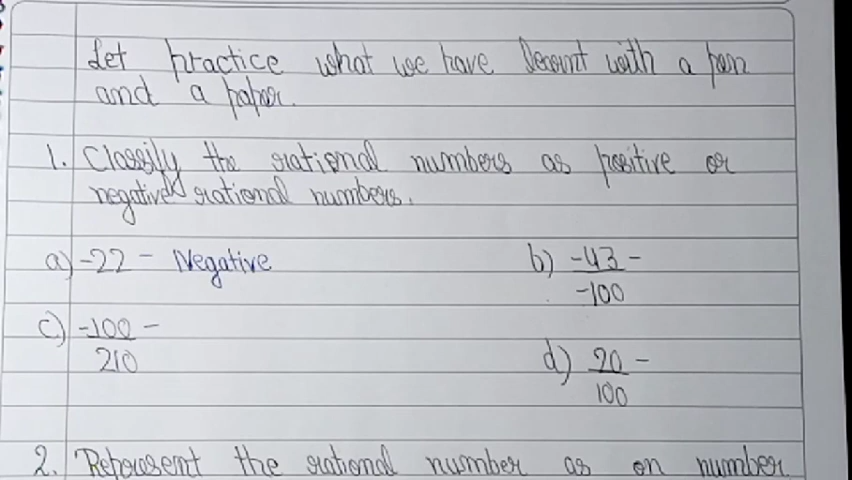 Let practice what we have learnt with a pen
and a paper.
1. Classify the rational numbers as positive or
negative rational numbers.
a) -22 - Negative b) -43 -
-100
c) -100 -
210
d) 20 -
100
2. Represent the rational number as on number